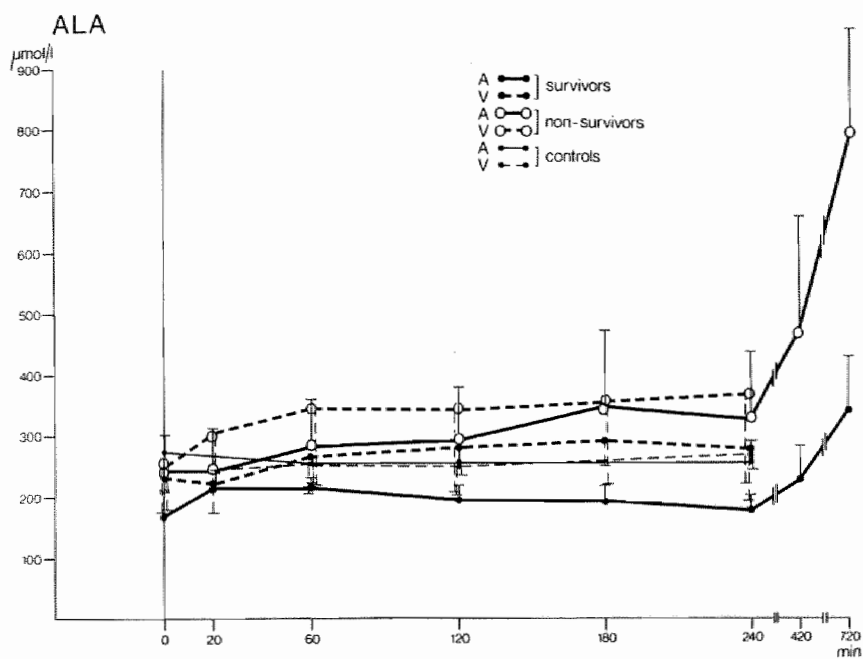 ALA
μmol/l
900
800
700
600
500
400
300
200
100
A
V
survivors
A
V
non-survivors
A
V
controls
0 20 60 120 180 240 420 720
min